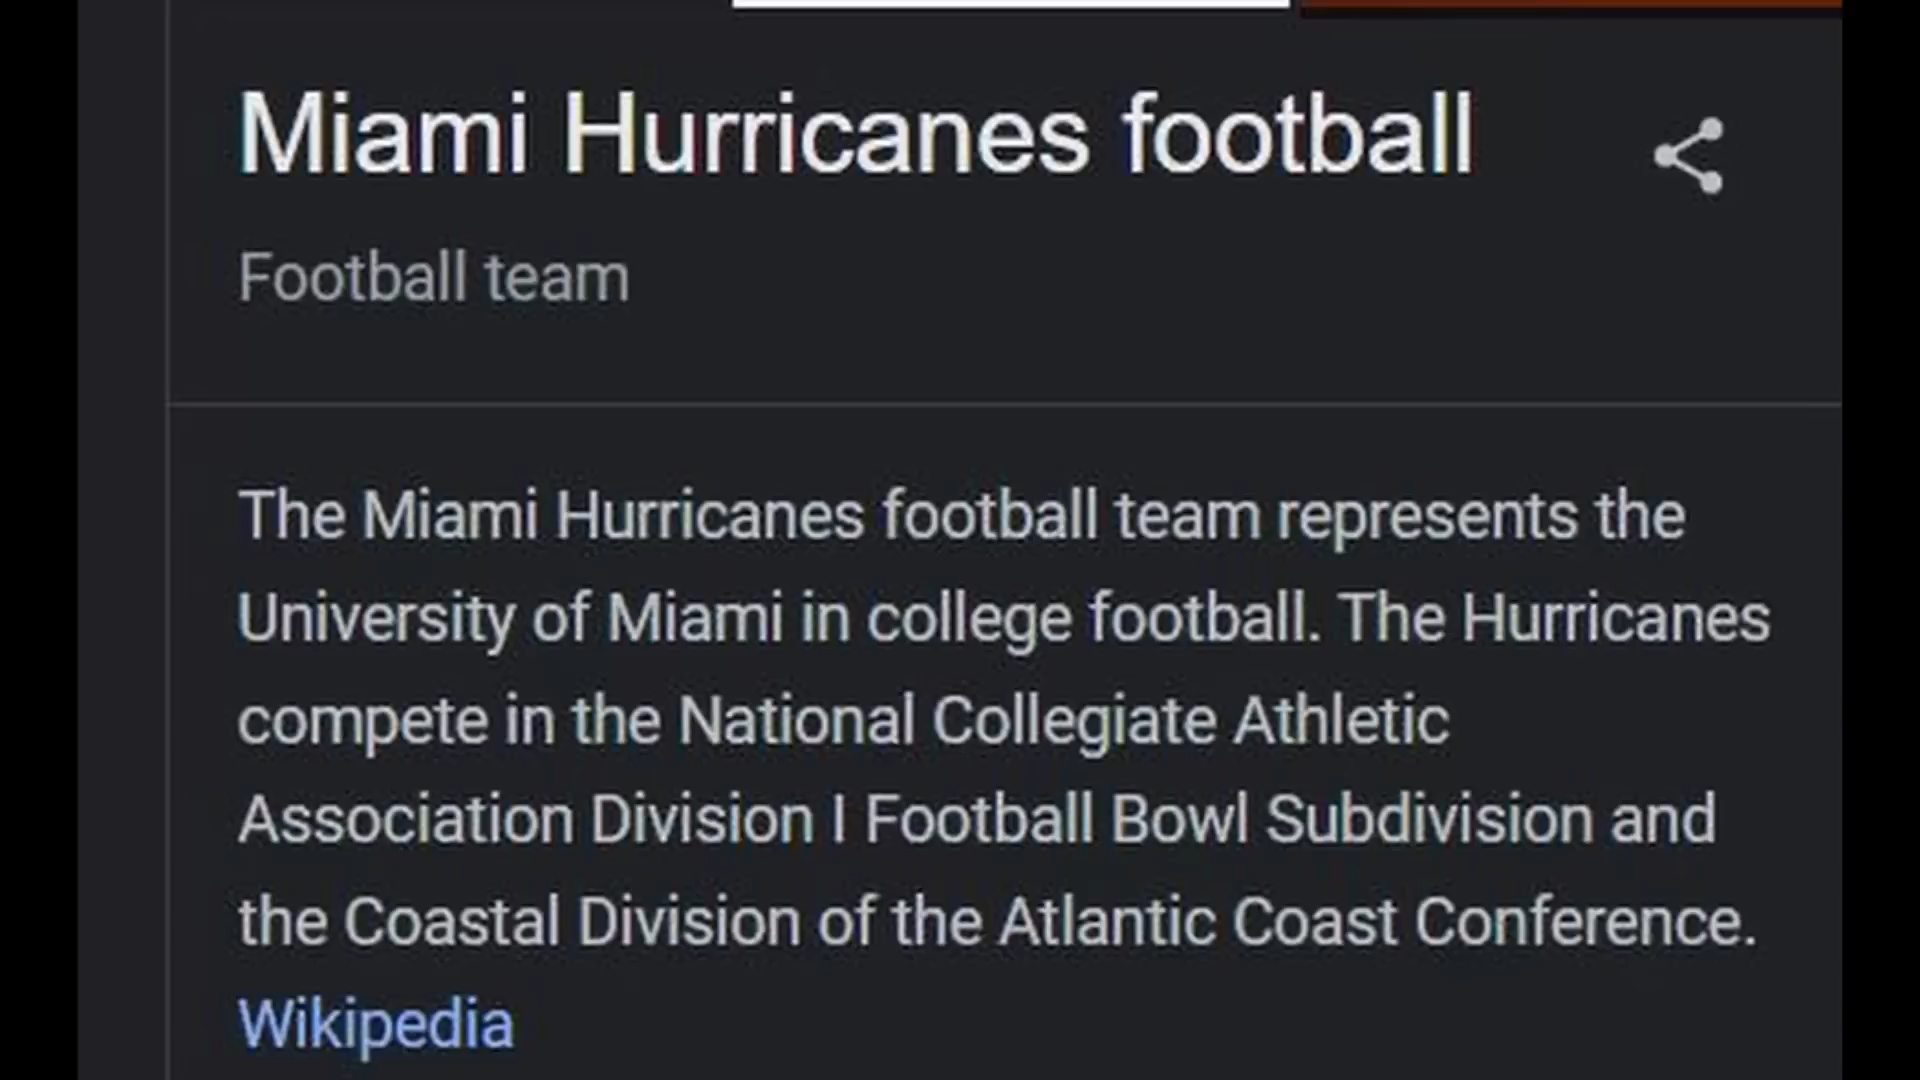 Miami Hurricanes football
Football team
The Miami Hurricanes football team represents the
University of Miami in college football. The Hurricanes
compete in the National Collegiate Athletic
Association Division I Football Bowl Subdivision and
the Coastal Division of the Atlantic Coast Conference.
Wikipedia